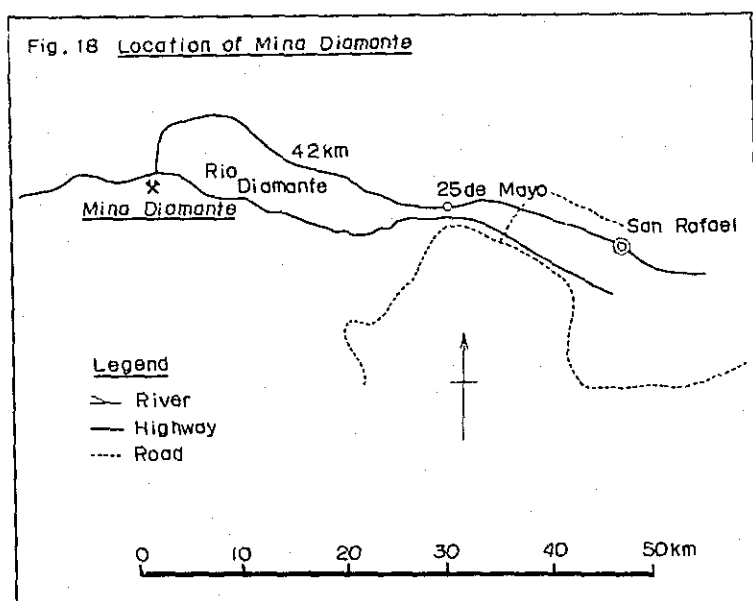 Fig. 18 Location of Mina Diamante
42km
Rio
Diamante
25 de Mayo
San Rafael
Mina Diamante
Legend
River
Highway
Road
0 10 20 30 40 50km